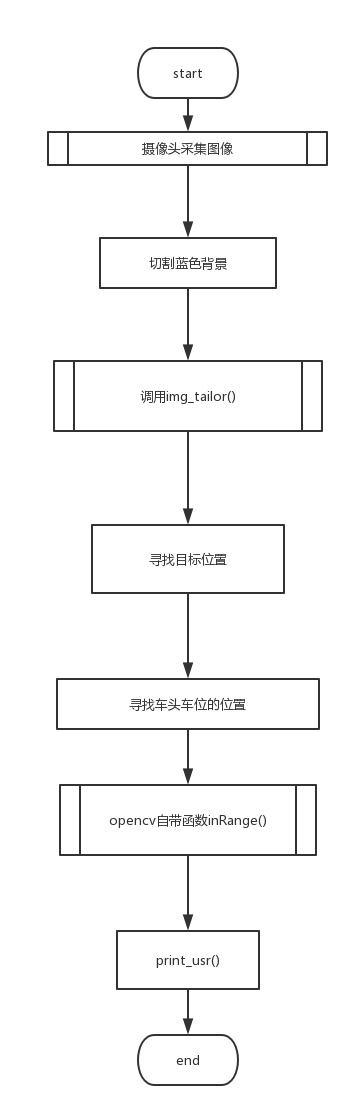 start
摄像头采集图像
切割蓝色背景
调用img_tailor()
寻找目标位置
寻找车头车位的位置
opencv自带函数inRange()
print_usr()
end